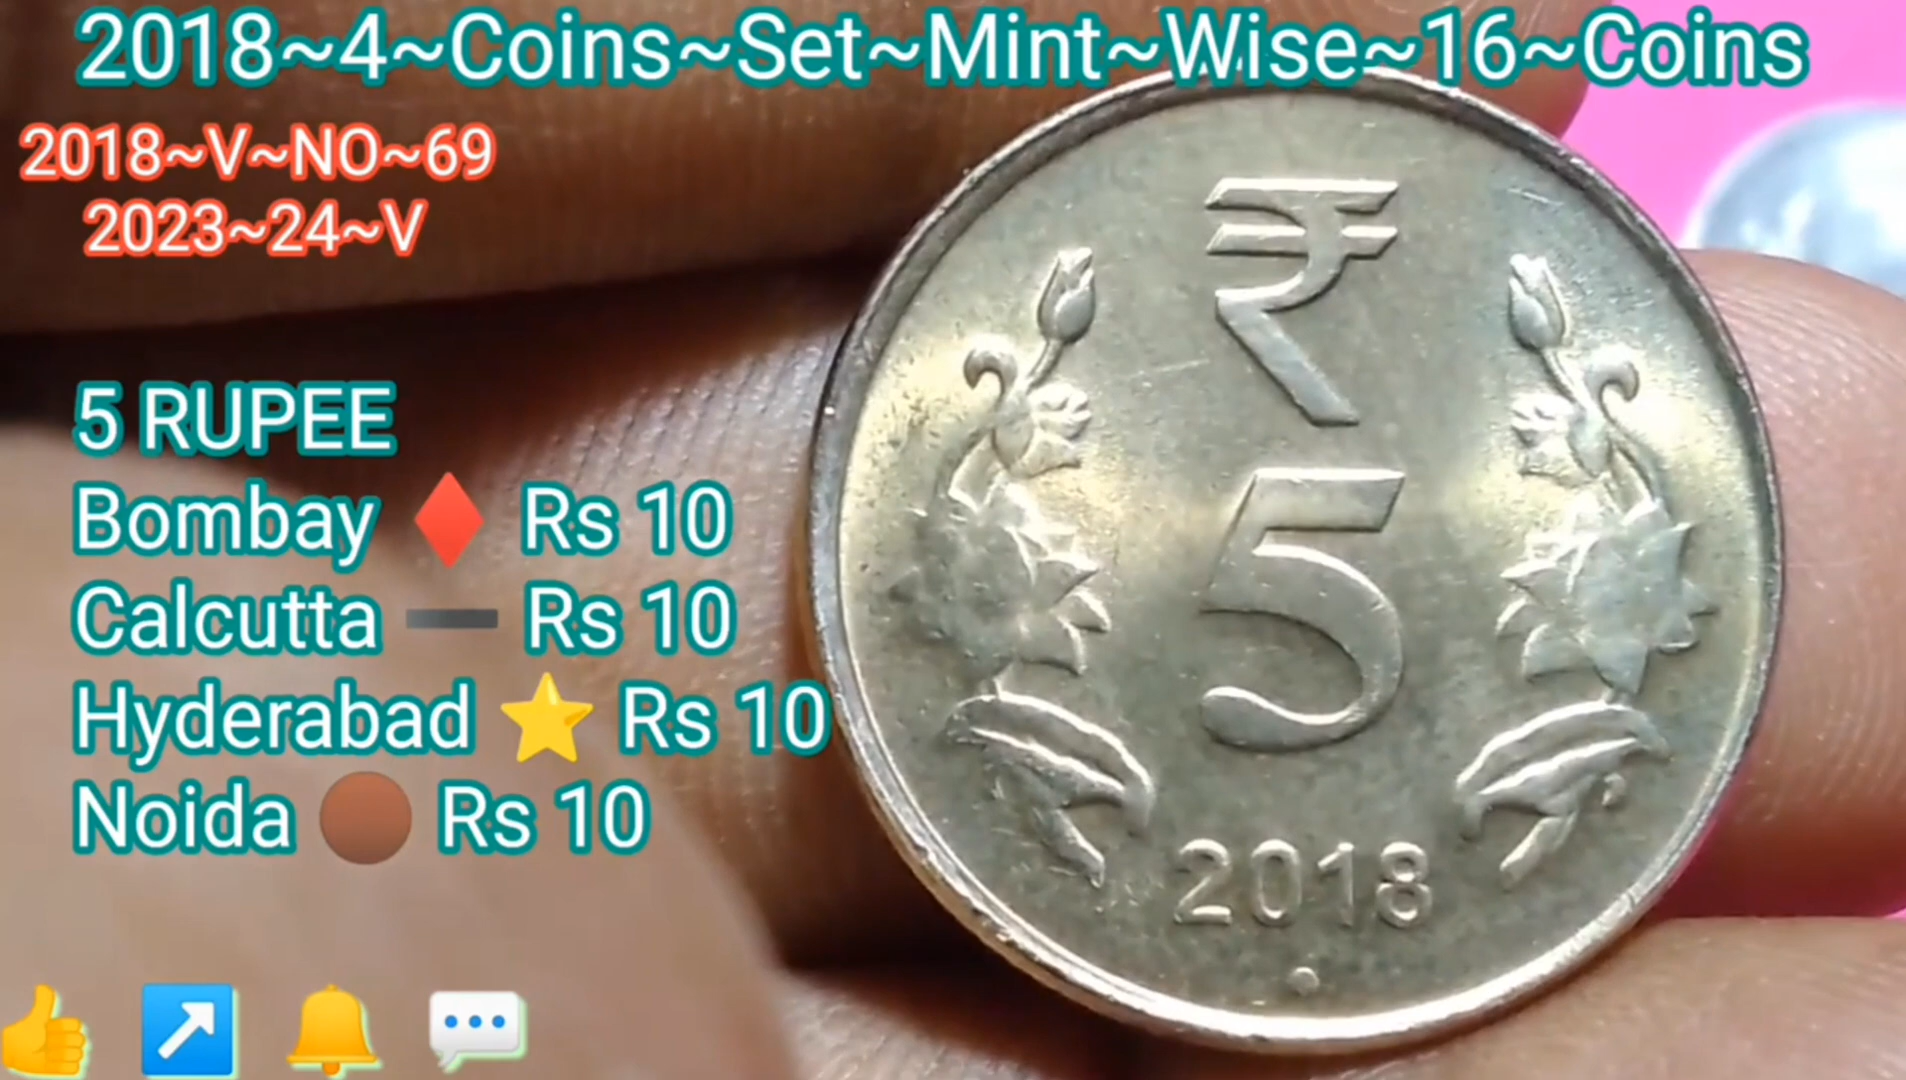 2018~4~Coins~Set~Mint~Wise~16~Coins
2018~V~NO~69
2023~24~V
5 RUPEE
Bombay ♦️ Rs 10
Calcutta ➖ Rs 10
Hyderabad ⭐ Rs 10
Noida 🟤 Rs 10
₹
5
2018